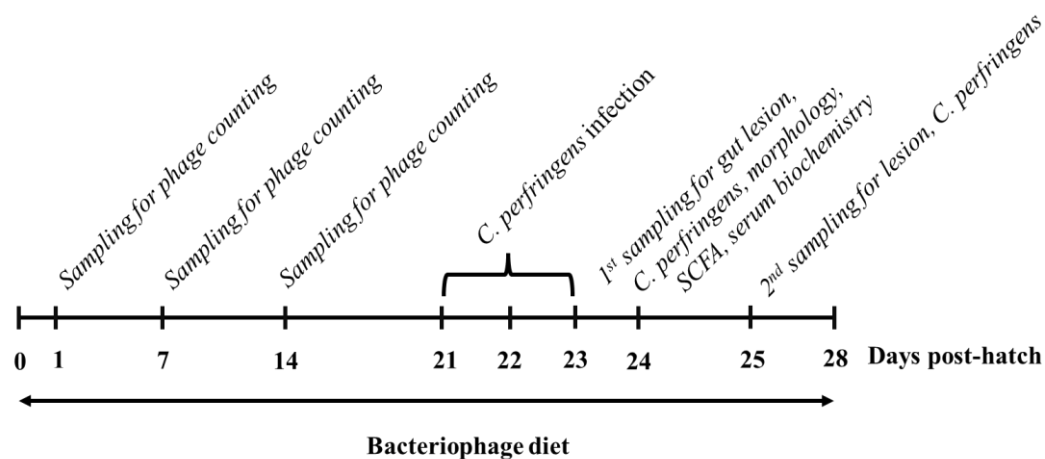 Sampling for phage counting
Sampling for phage counting
Sampling for phage counting
C. perfringens infection
1st sampling for gut lesion,
C. perfringens, morphology,
SCFA, serum biochemistry
2nd sampling for lesion, C. perfringens
0 1 7 14 21 22 23 24 25 28 Days post-hatch
Bacteriophage diet